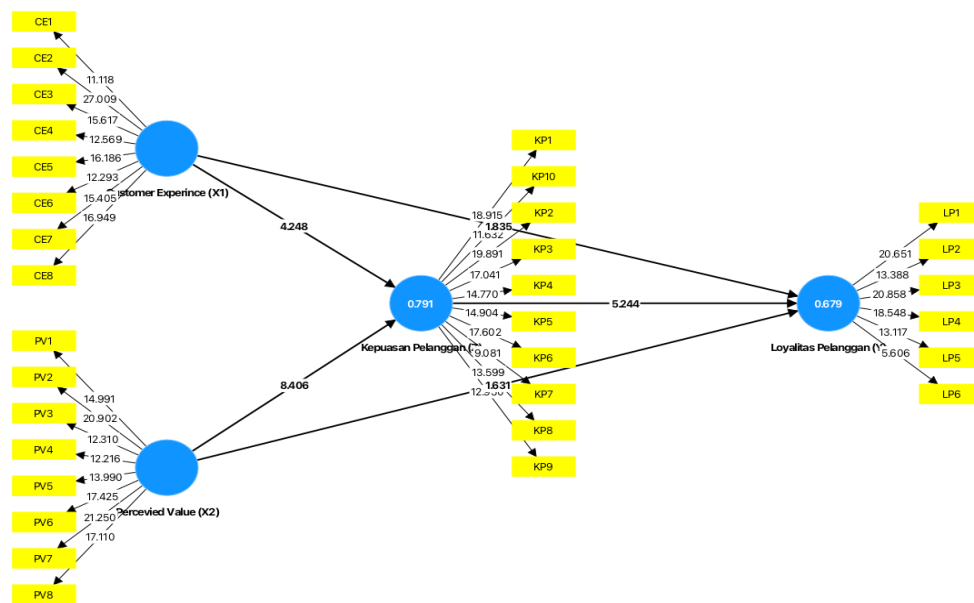 CE1
CE2
CE3
CE4
CE5
CE6
CE7
CE8
11.118
27.009
15.617
12.569
16.186
12.293
15.405
16.949
stomer Experince (X1)
PV1
PV2
PV3
PV4
PV5
PV6
PV7
PV8
14.991
20.902
12.310
12.216
13.990
17.425
21.250
17.110
Percevied Value (X2)
4.248
8.406
1.835
5.244
1.631
0.791
Kepuasan Pelanggan
KP1
KP10
KP2
KP3
KP4
KP5
KP6
KP7
KP8
KP9
18.915
11.632
19.891
17.041
14.770
14.904
17.602
13.599
0.679
Loyalitas Pelanggan
LP1
LP2
LP3
LP4
LP5
LP6
20.651
13.388
20.858
18.548
13.117
5.606